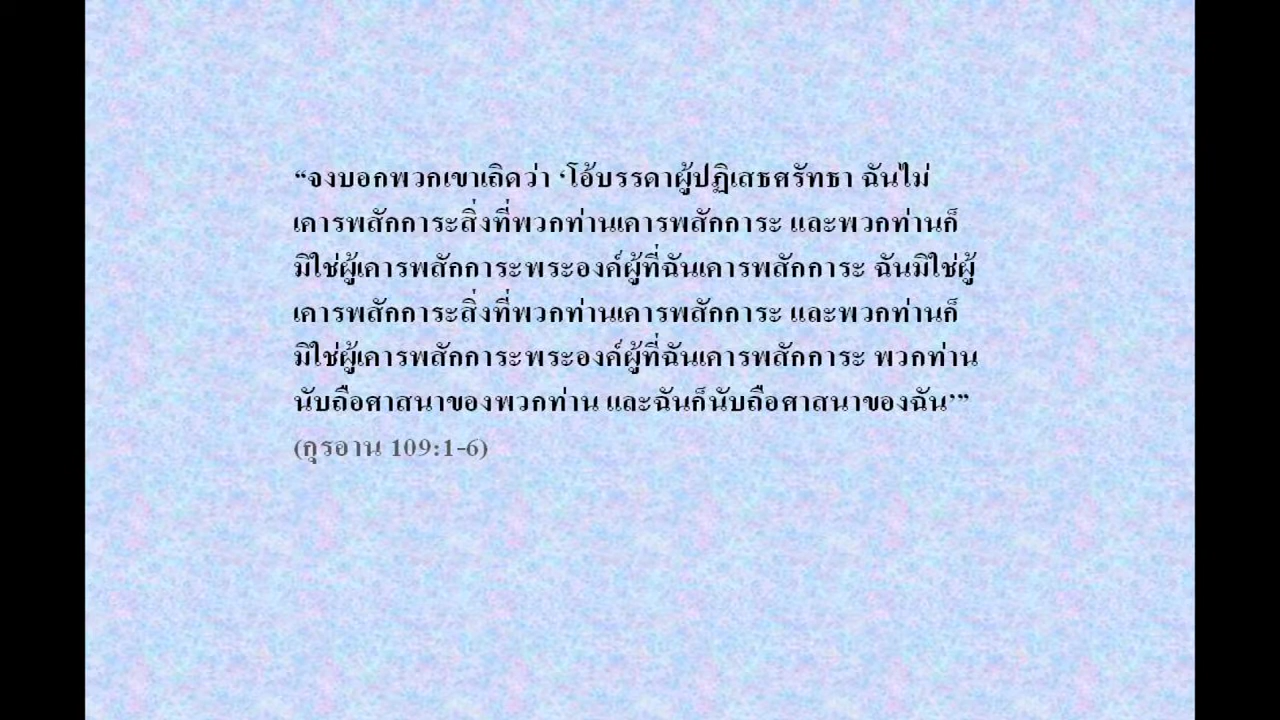 “จงบอกพวกเขาเถิดว่า ‘โอ้บรรดาผู้ปฏิเสธศรัทธา ฉันไม่
เคารพสักการะสิ่งที่พวกท่านเคารพสักการะ และพวกท่านก็
มิใช่ผู้เคารพสักการะพระองค์ผู้ที่ฉันเคารพสักการะ ฉันมิใช่ผู้
เคารพสักการะสิ่งที่พวกท่านเคารพสักการะ และพวกท่านก็
มิใช่ผู้เคารพสักการะพระองค์ผู้ที่ฉันเคารพสักการะ พวกท่าน
นับถือศาสนาของพวกท่าน และฉันก็นับถือศาสนาของฉัน’”
(กุรอาน 109:1-6)